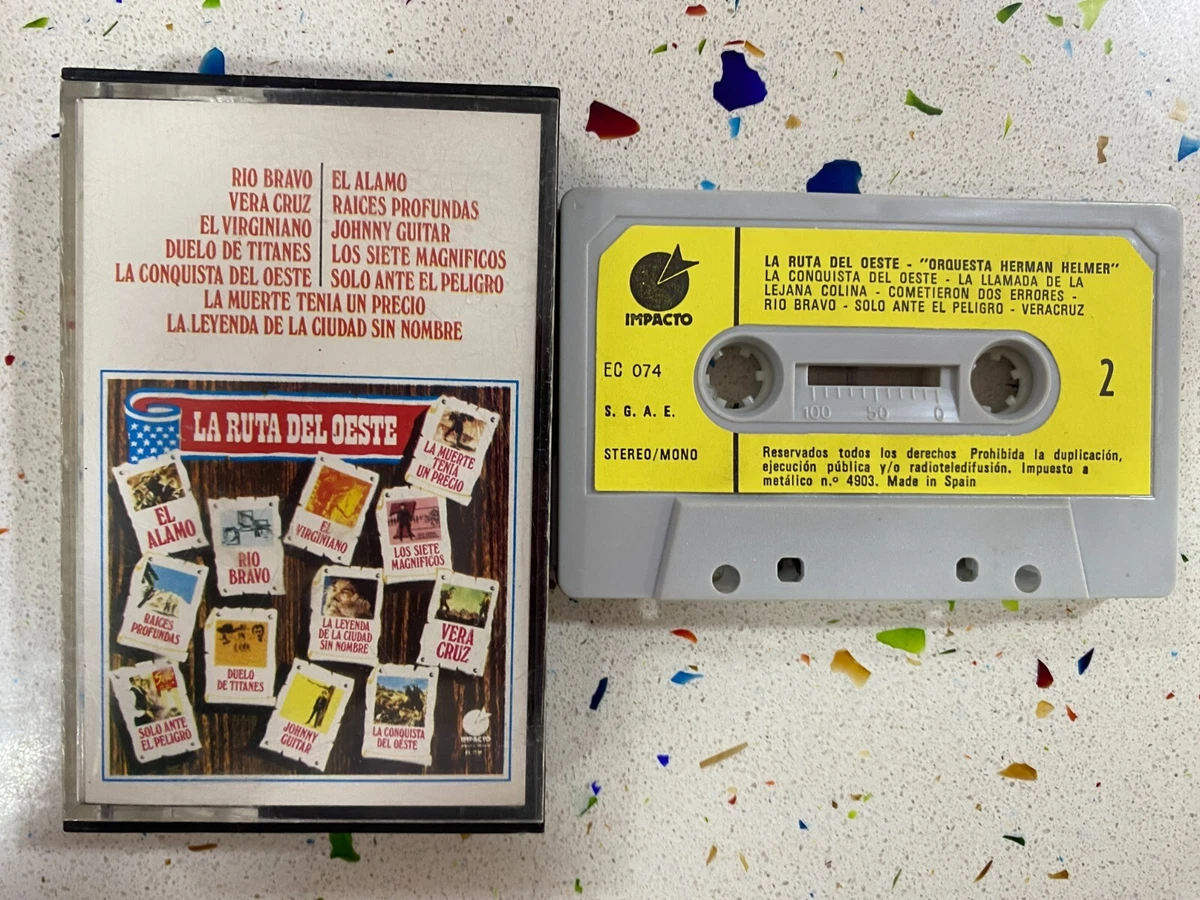 RIO BRAVO
VERA CRUZ
EL VIRGINIANO
DUELO DE TITANES
LA CONQUISTA DEL OESTE
EL ALAMO
RAICES PROFUNDAS
JOHNNY GUITAR
LOS SIETE MAGNIFICOS
SOLO ANTE EL PELIGRO
LA MUERTE TENIA UN PRECIO
LA LEYENDA DE LA CIUDAD SIN NOMBRE
LA RUTA DEL OESTE
LA MUERTE
TENIA
UN PRECIO
EL
ALAMO
RIO
BRAVO
EL
VIRGINIANO
LOS SIETE
MAGNIFICOS
RAICES
PROFUNDAS
DUELO
DE TITANES
LA LEYENDA
DE LA CIUDAD
SIN NOMBRE
VERA
CRUZ
SOLO ANTE
EL PELIGRO
JOHNNY
GUITAR
LA CONQUISTA
DEL OESTE
IMPACTO
IMPACTO
EC 074
S. G. A. E.
STEREO/MONO
LA RUTA DEL OESTE - "ORQUESTA HERMAN HELMER"
LA CONQUISTA DEL OESTE - LA LLAMADA DE LA
LEJANA COLINA - COMETIERON DOS ERRORES -
RIO BRAVO - SOLO ANTE EL PELIGRO - VERACRUZ
2
100 50 0
Reservados todos los derechos Prohibida la duplicación,
ejecución pública y/o radioteledifusión. Impuesto a
metálico n.º 4903. Made in Spain